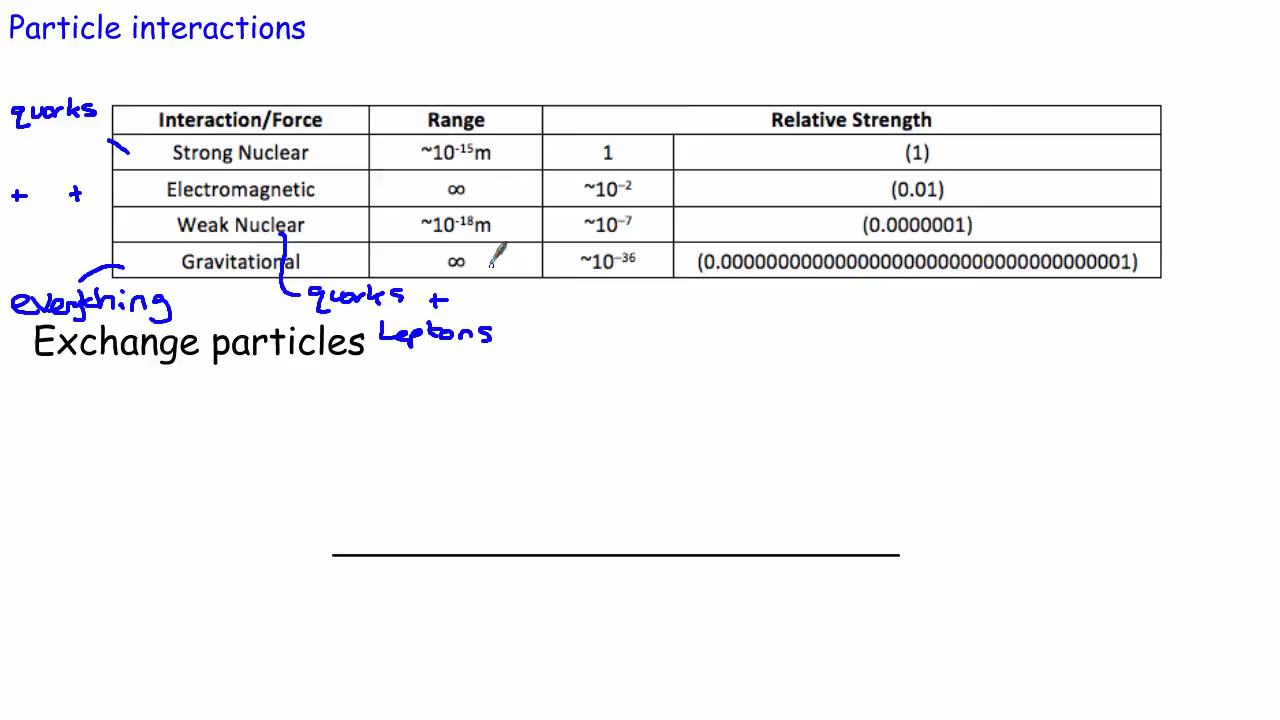 Particle interactions
quarks
Interaction/Force Range Relative Strength
Strong Nuclear ~10⁻¹⁵m 1 (1)
+ + Electromagnetic ∞ ~10⁻² (0.01)
Weak Nuclear ~10⁻¹⁸m ~10⁻⁷ (0.0000001)
Gravitational ∞ ~10⁻³⁶ (0.000000000000000000000000000000000001)
everything
quarks +
Leptons
Exchange particles